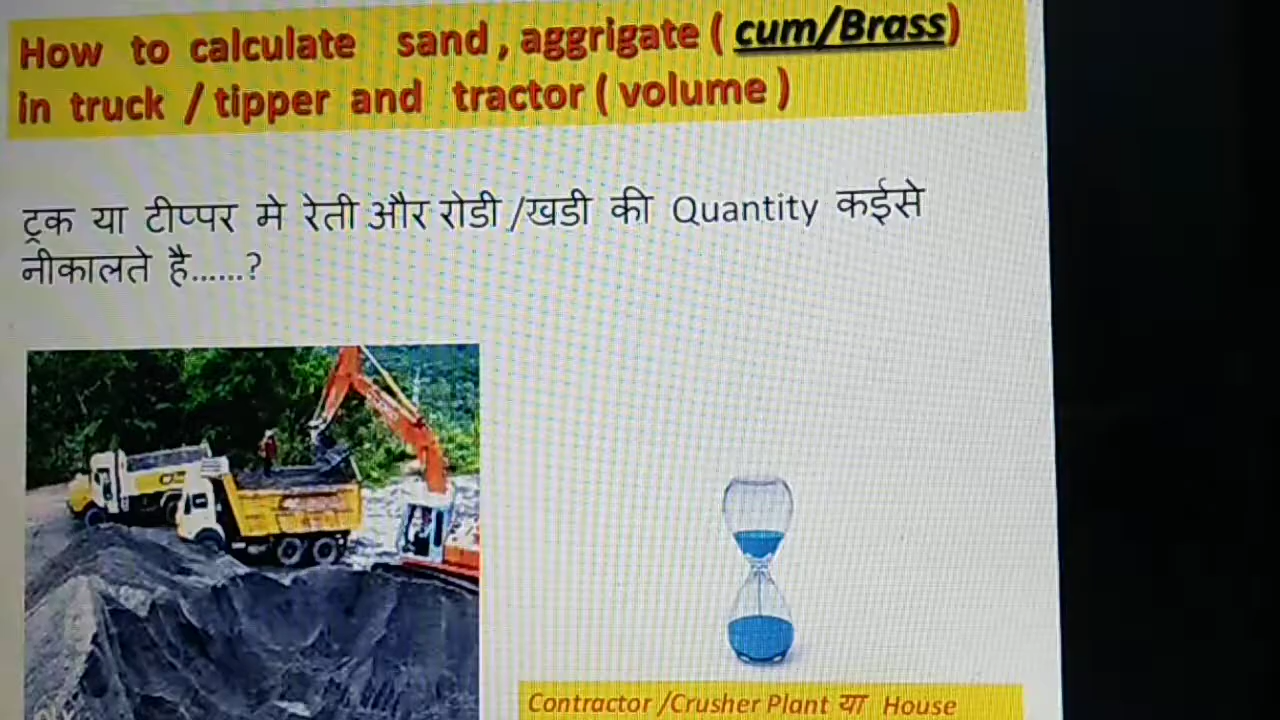 How to calculate sand , aggrigate ( cum/Brass)
in truck / tipper and tractor ( volume )
ट्रक या टीप्पर मे रेती और रोडी /खडी की Quantity कईसे
नीकालते है......?
Contractor /Crusher Plant या House